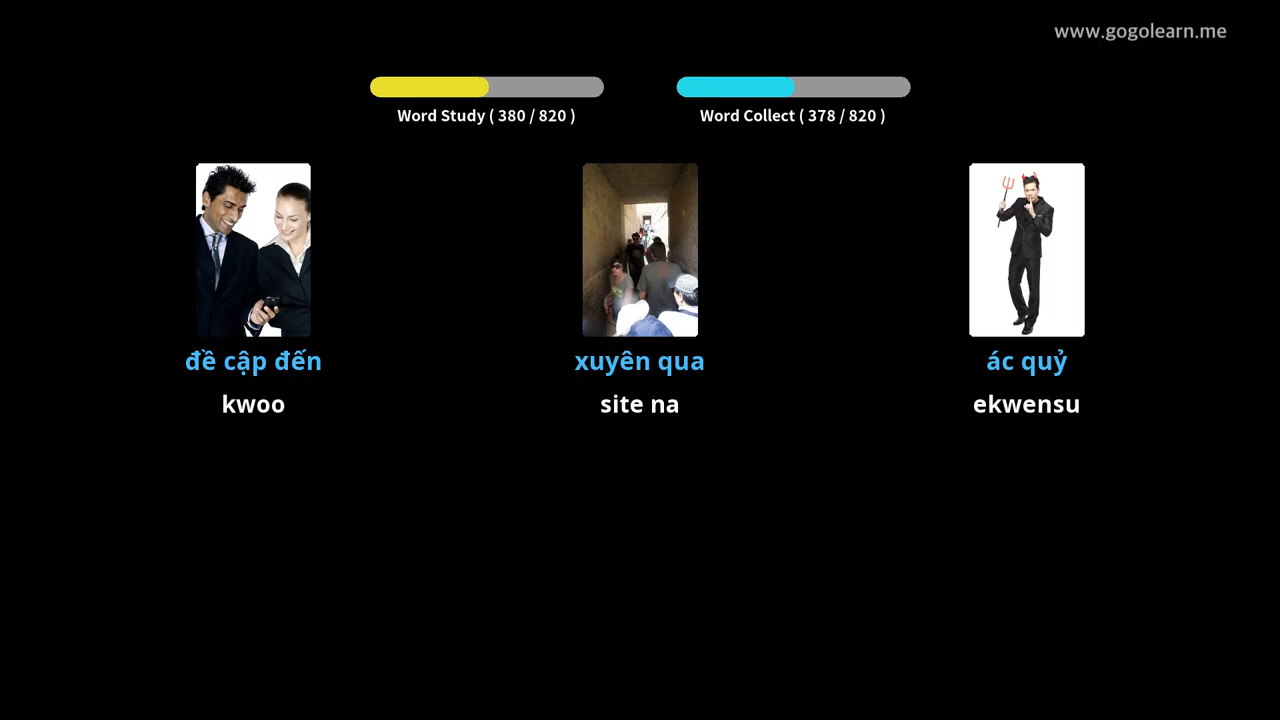 www.gogolearn.me
Word Study ( 380 / 820 )
Word Collect ( 378 / 820 )
đề cập đến
kwoo
xuyên qua
site na
ác quỷ
ekwensu